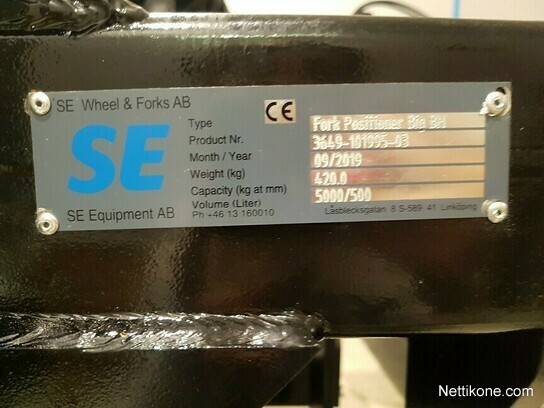 SE Wheel & Forks AB
SE
SE Equipment AB
CE
Type Fork Positioner Big BM
Product Nr. 3649-101995-03
Month / Year 09/2019
Weight (kg) 420.0
Capacity (kg at mm) 5000/500
Volume (Liter)
Ph +46 13 160010 Låsblecksgatan 8 S-589 41 Linköping
Nettikone.com